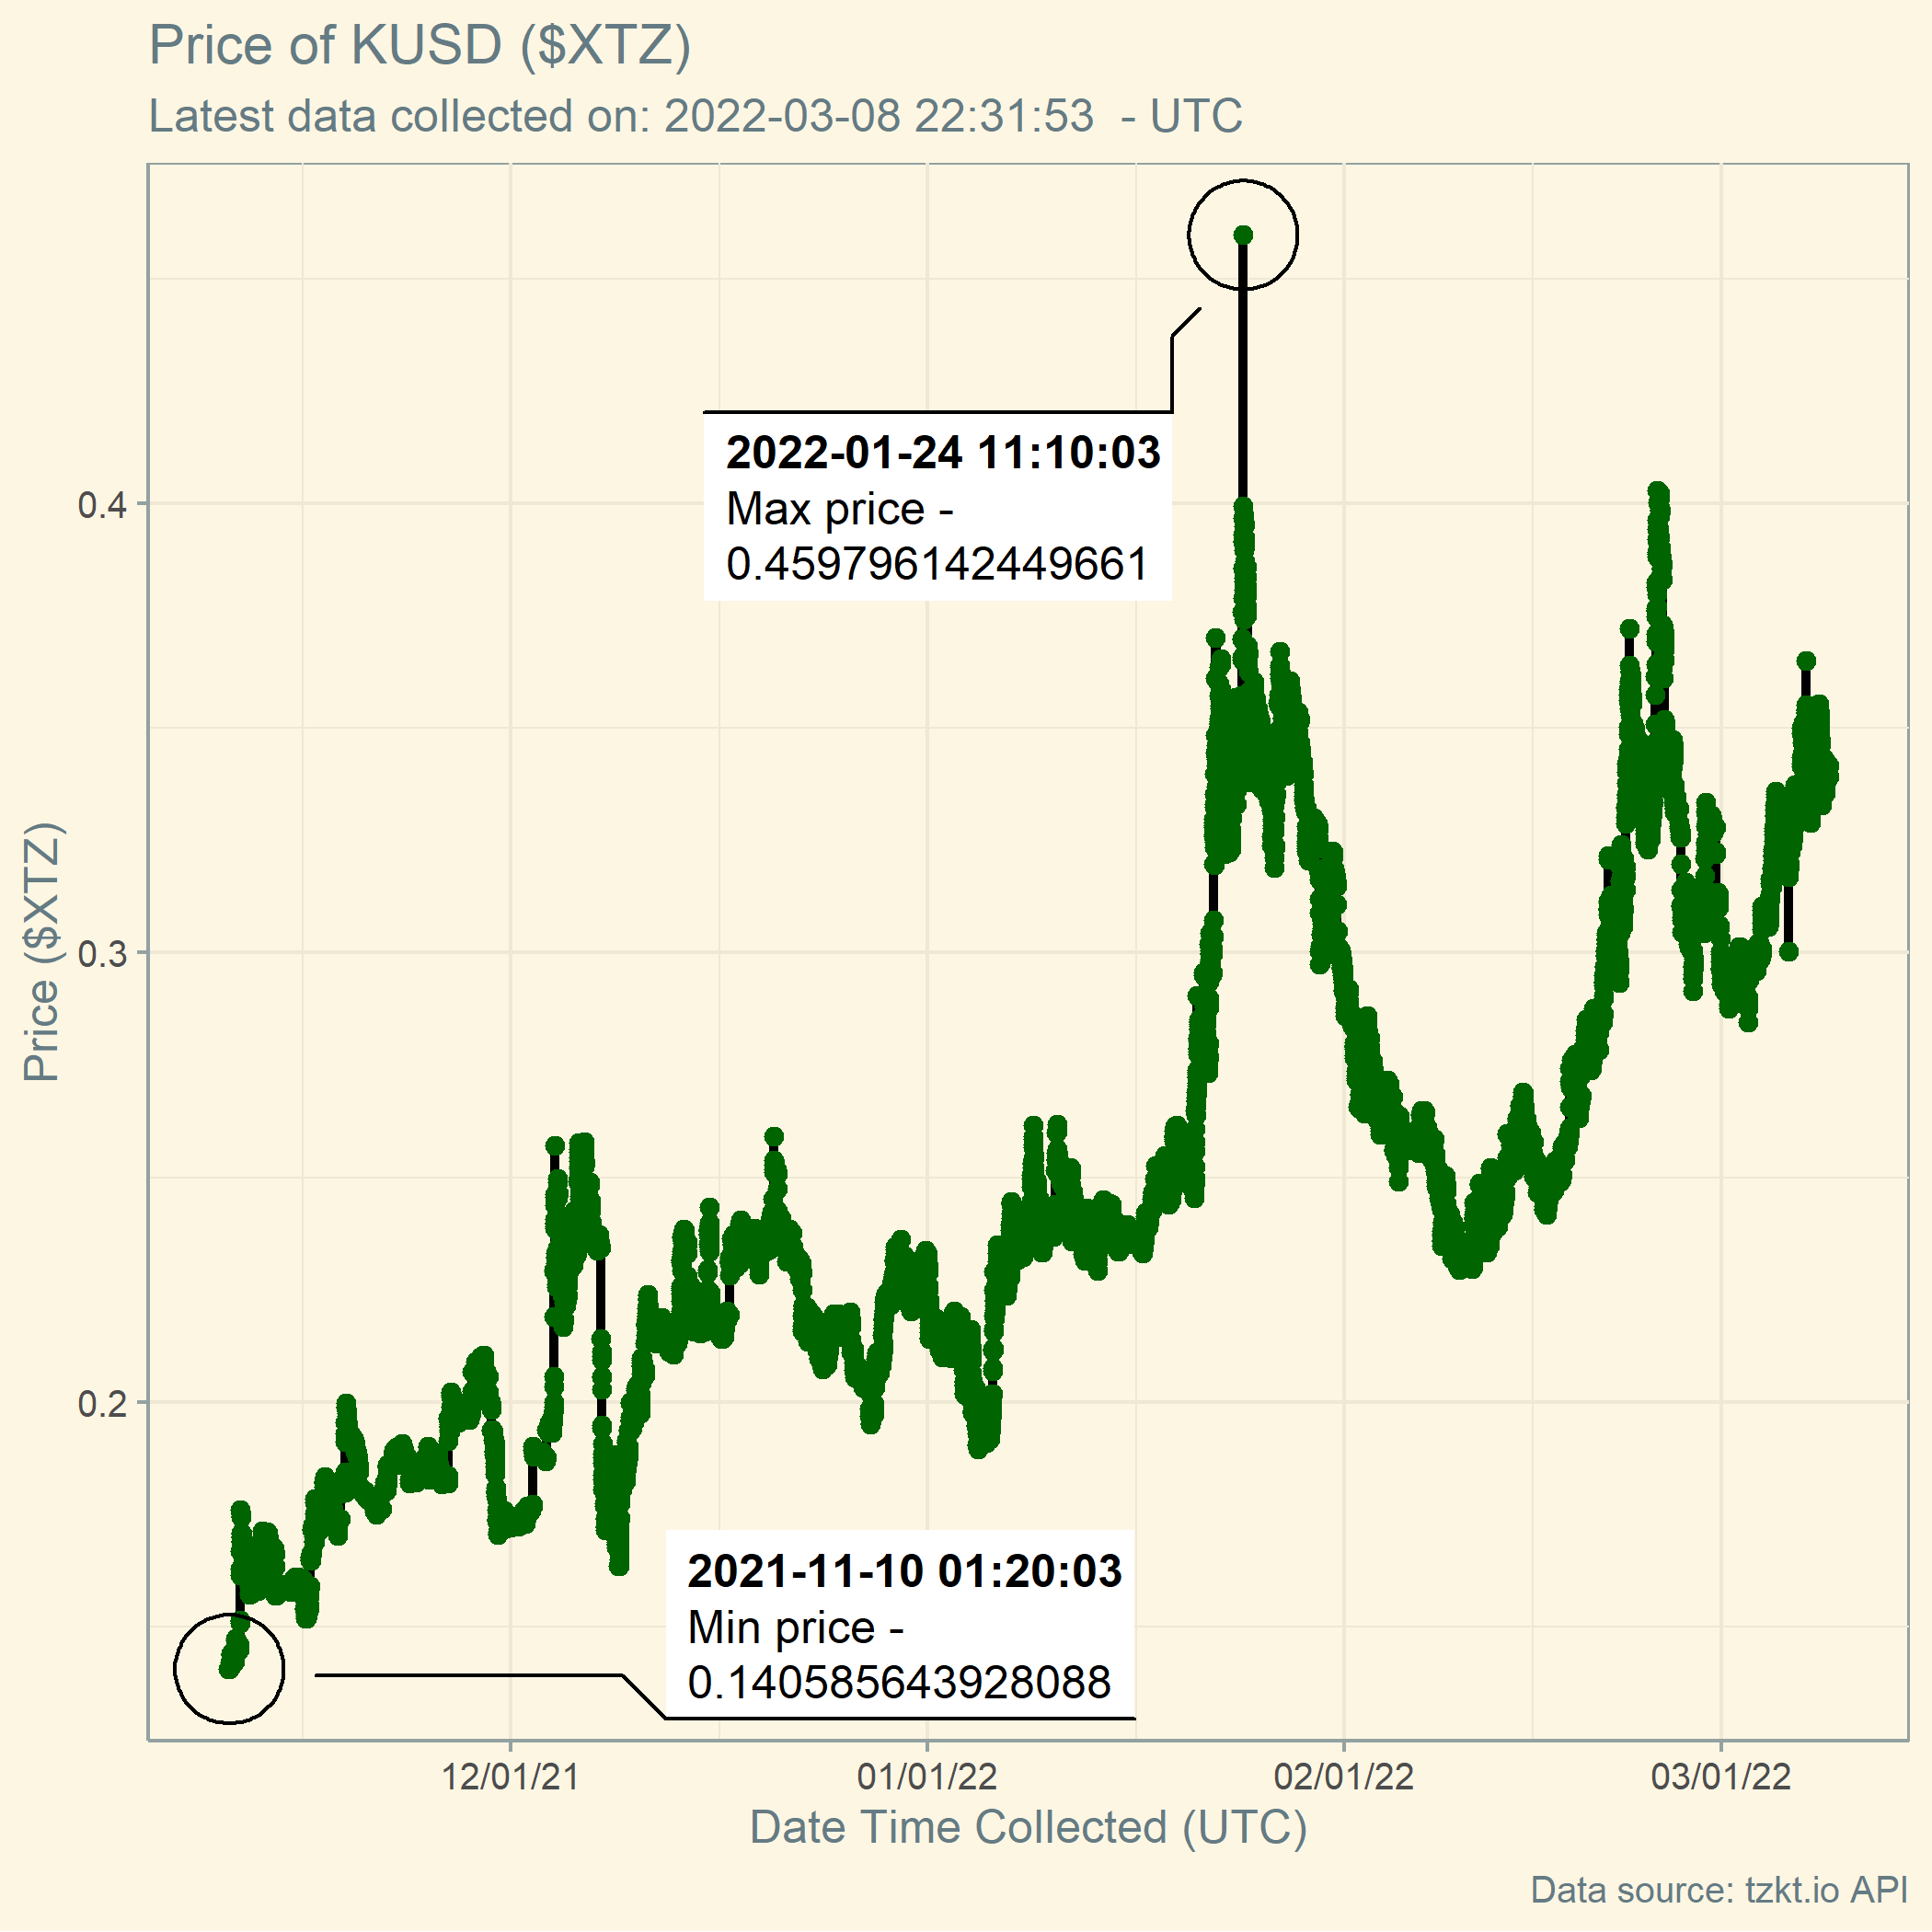 Price of KUSD ($XTZ)
Latest data collected on: 2022-03-08 22:31:53  - UTC
2022-01-24 11:10:03
Max price -
0.459796142449661
0.4
0.3
0.2
Price ($XTZ)
2021-11-10 01:20:03
Min price -
0.140585643928088
12/01/21
01/01/22
02/01/22
03/01/22
Date Time Collected (UTC)
Data source: tzkt.io API